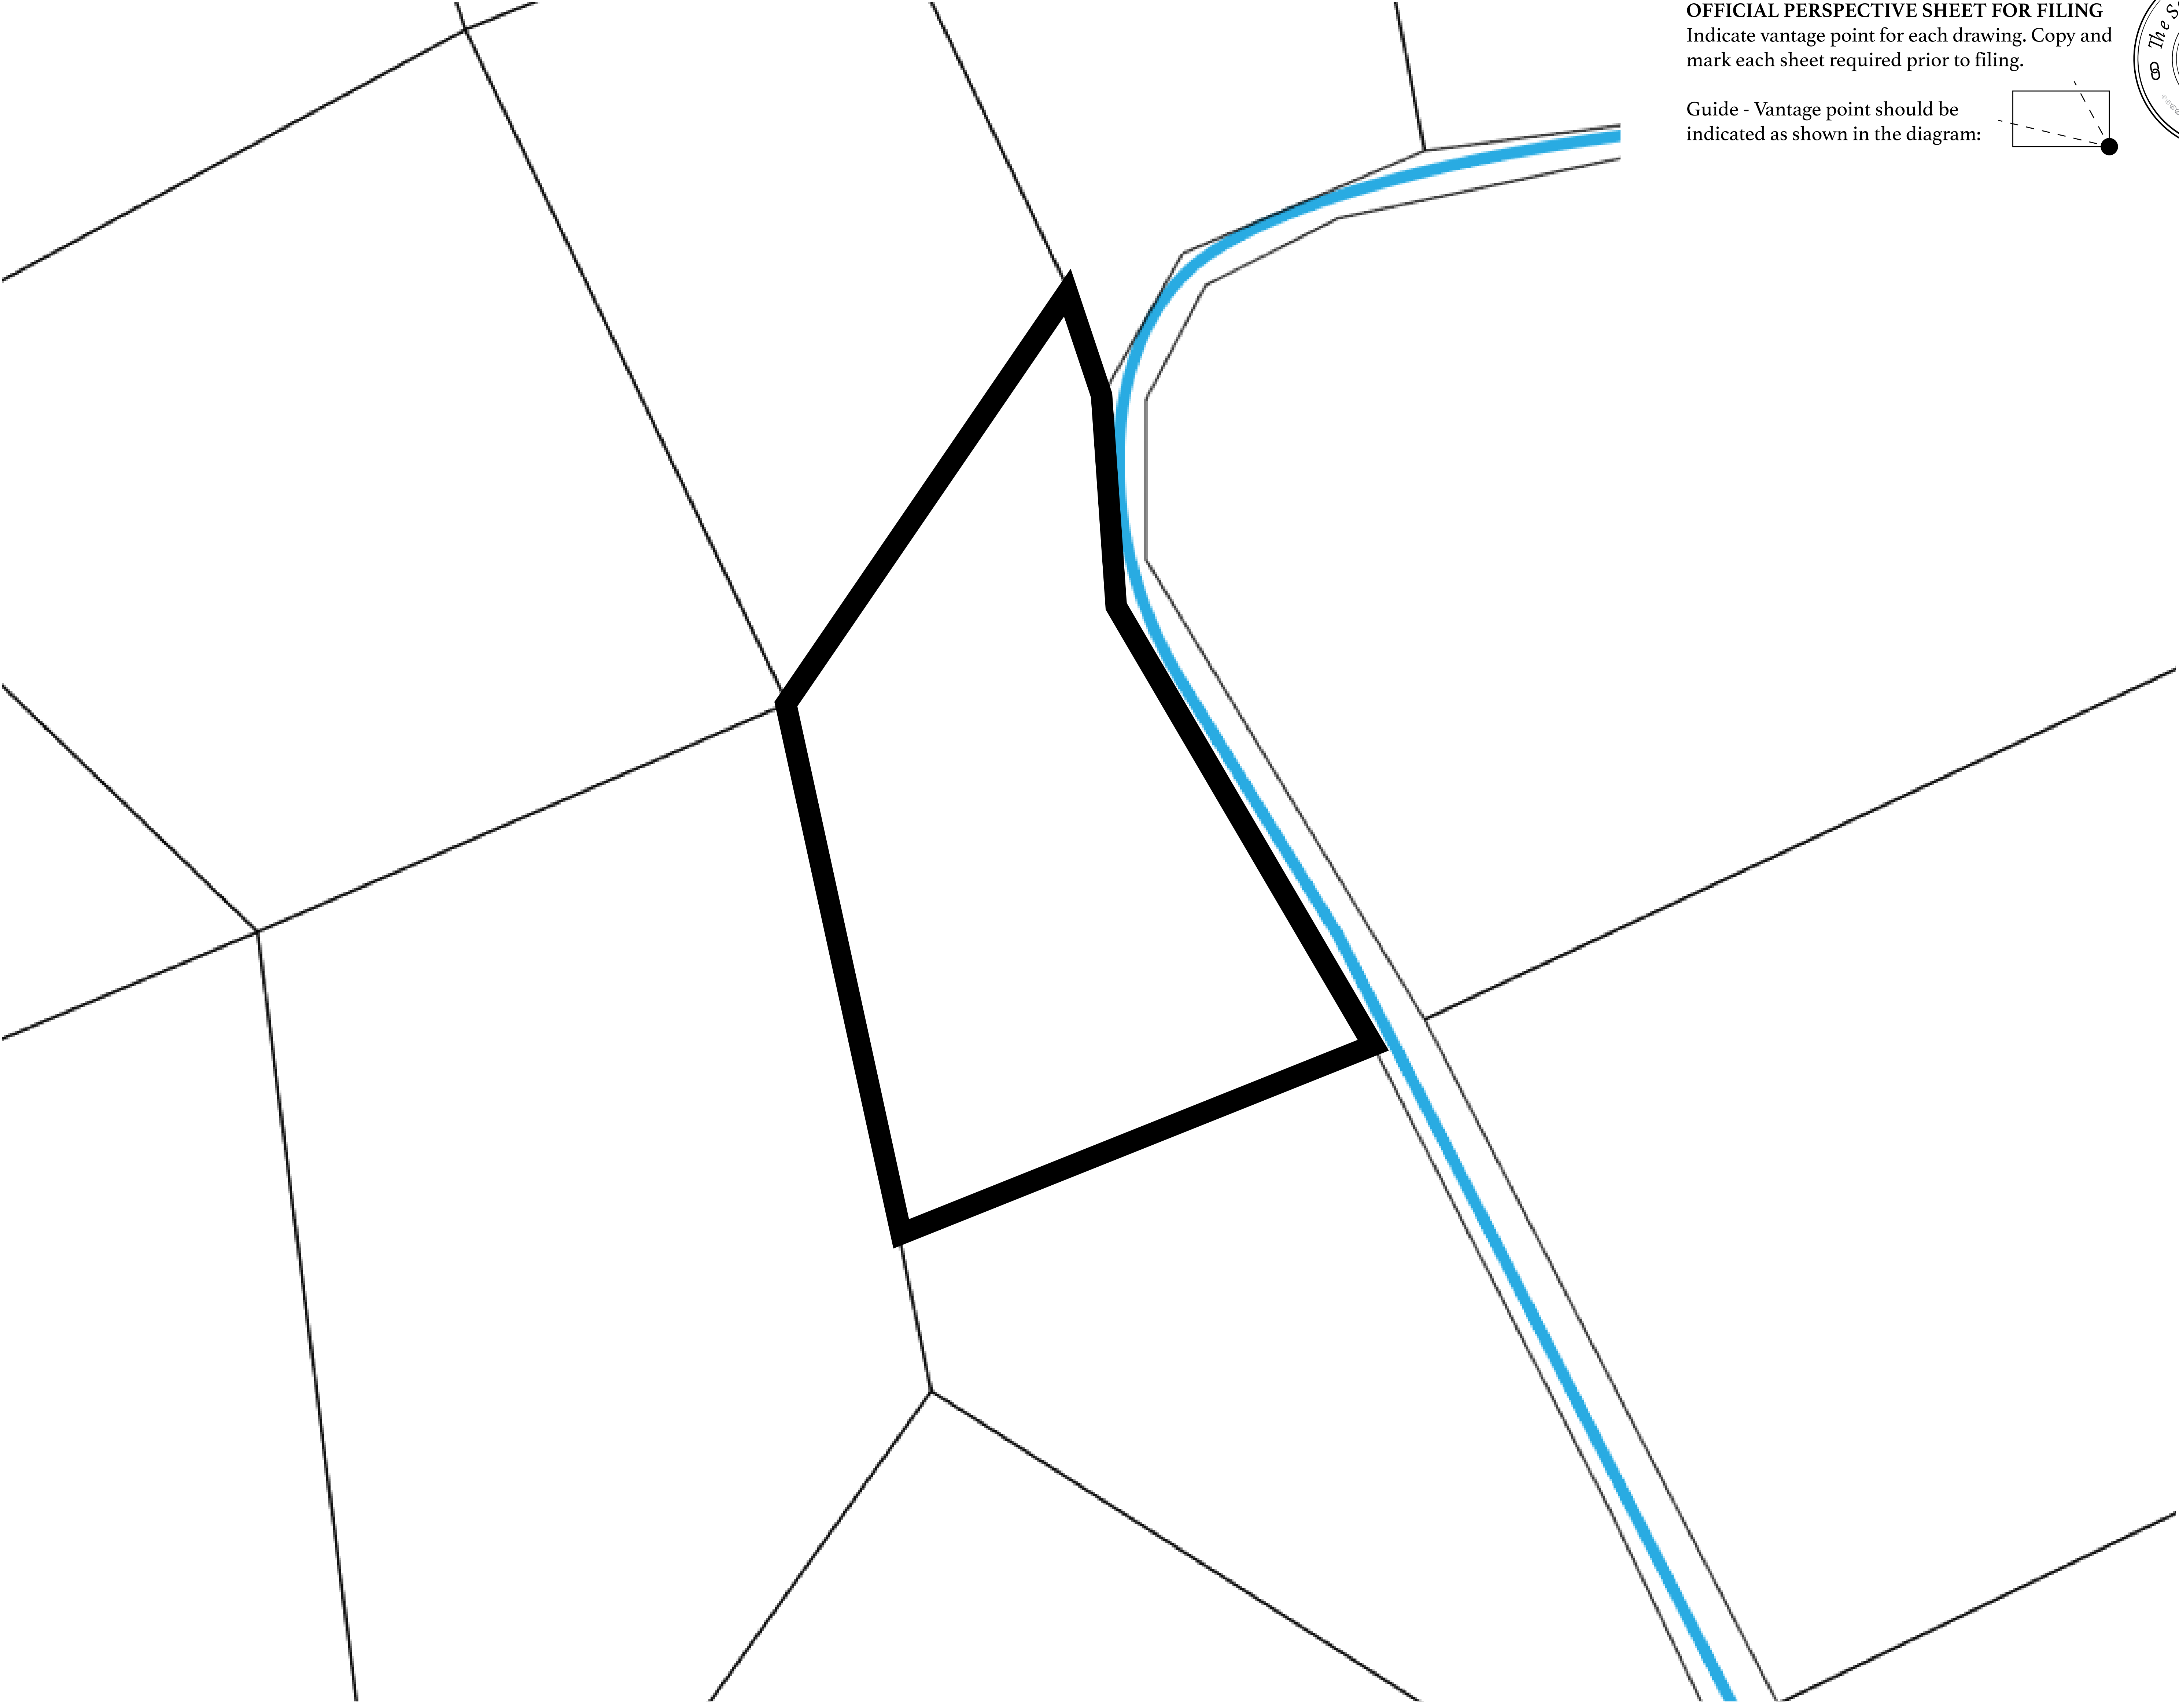 OFFICIAL PERSPECTIVE SHEET FOR FILING
Indicate vantage point for each drawing. Copy and
mark each sheet required prior to filing.
Guide - Vantage point should be
indicated as shown in the diagram:
The